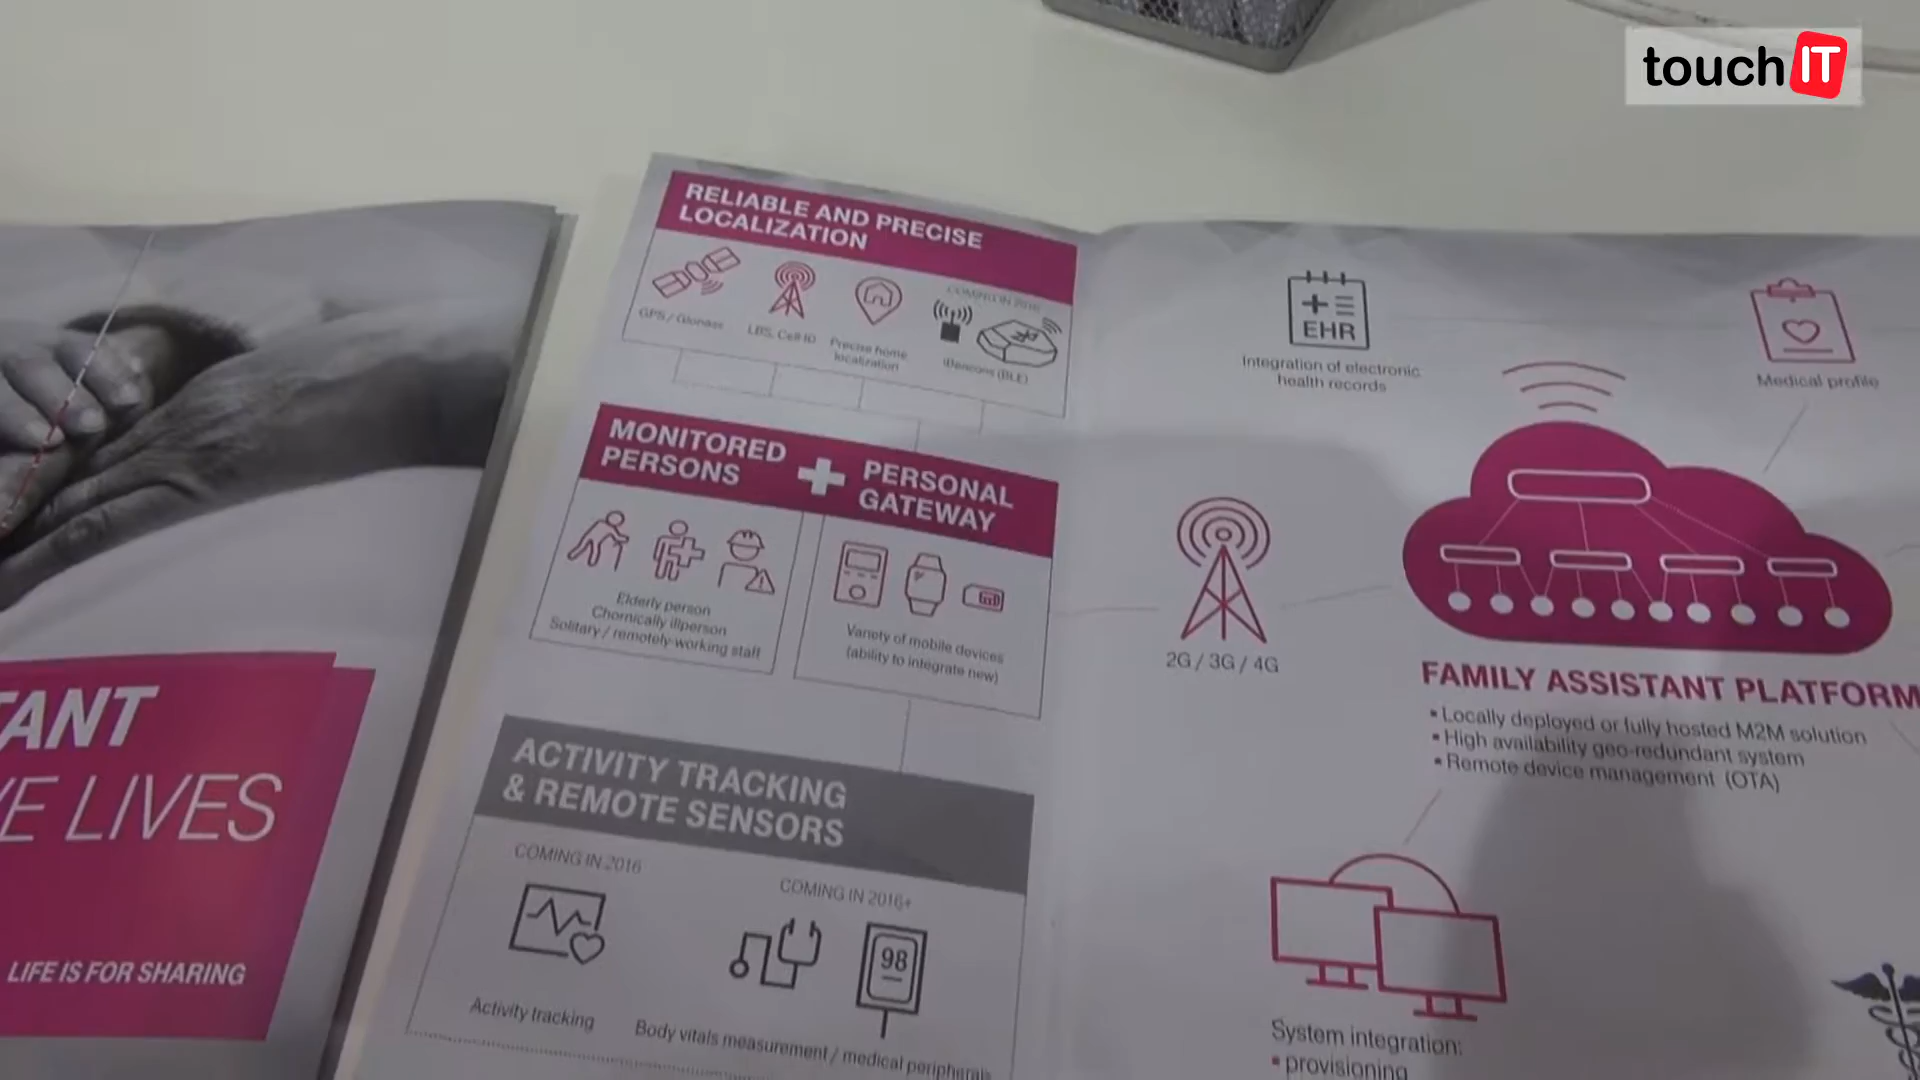 touchIT
RELIABLE AND PRECISE
LOCALIZATION
GPS / Glonass
LBS, Cell ID
Precise home
localization
COMING IN 2016
iBeacons (BLE)
MONITORED
PERSONS
PERSONAL
GATEWAY
Elderly person
Chornically illperson
Solitary / remotely working staff
Variety of mobile devices
(ability to integrate new)
ACTIVITY TRACKING
& REMOTE SENSORS
COMING IN 2016
COMING IN 2016+
98
Activity tracking
Body vitals measurement / medical peripherals
EHR
Integration of electronic
health records
Medical profile
2G / 3G / 4G
FAMILY ASSISTANT PLATFORM
▪ Locally deployed or fully hosted M2M solution
▪ High availability geo-redundant system
▪ Remote device management (OTA)
System integration:
▪ provisioning
TANT
VE LIVES
LIFE IS FOR SHARING